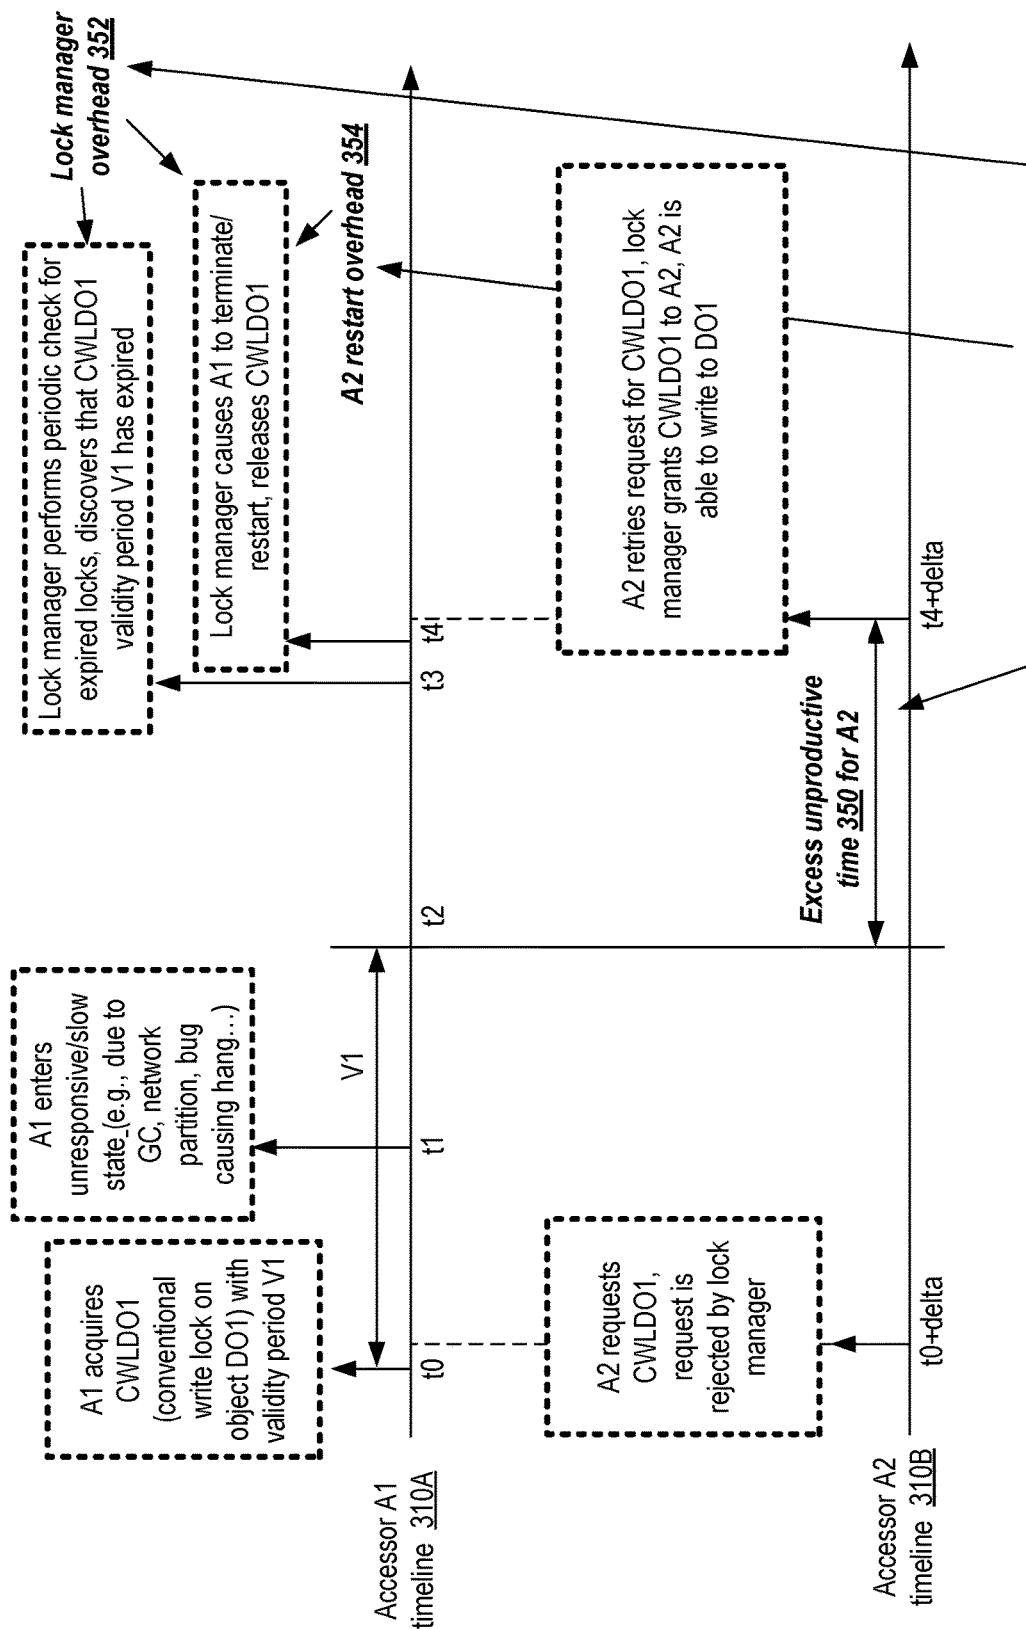 A1 acquires
CWLDO1
(conventional
write lock on
object DO1) with
validity period V1
A1 enters
unresponsive/slow
state (e.g., due to
GC, network
partition, bug
causing hang...)
Lock manager performs periodic check for
expired locks, discovers that CWLDO1
validity period V1 has expired
Lock manager
overhead 352
Lock manager causes A1 to terminate/
restart, releases CWLDO1
A2 restart overhead 354
V1
Accessor A1
timeline 310A
t0
t1
t2
t3
t4
A2 requests
CWLDO1,
request is
rejected by lock
manager
A2 retries request for CWLDO1, lock
manager grants CWLDO1 to A2, A2 is
able to write to DO1
Excess unproductive
time 350 for A2
Accessor A2
timeline 310B
t0+delta
t4+delta